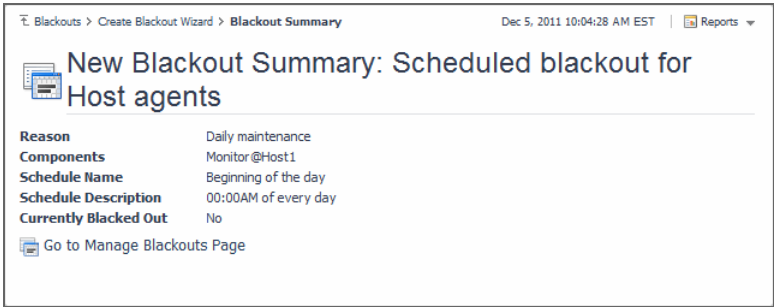 Blackouts > Create Blackout Wizard > Blackout Summary Dec 5, 2011 10:04:28 AM EST | Reports
New Blackout Summary: Scheduled blackout for
Host agents
Reason Daily maintenance
Components Monitor@Host1
Schedule Name Beginning of the day
Schedule Description 00:00AM of every day
Currently Blacked Out No
Go to Manage Blackouts Page